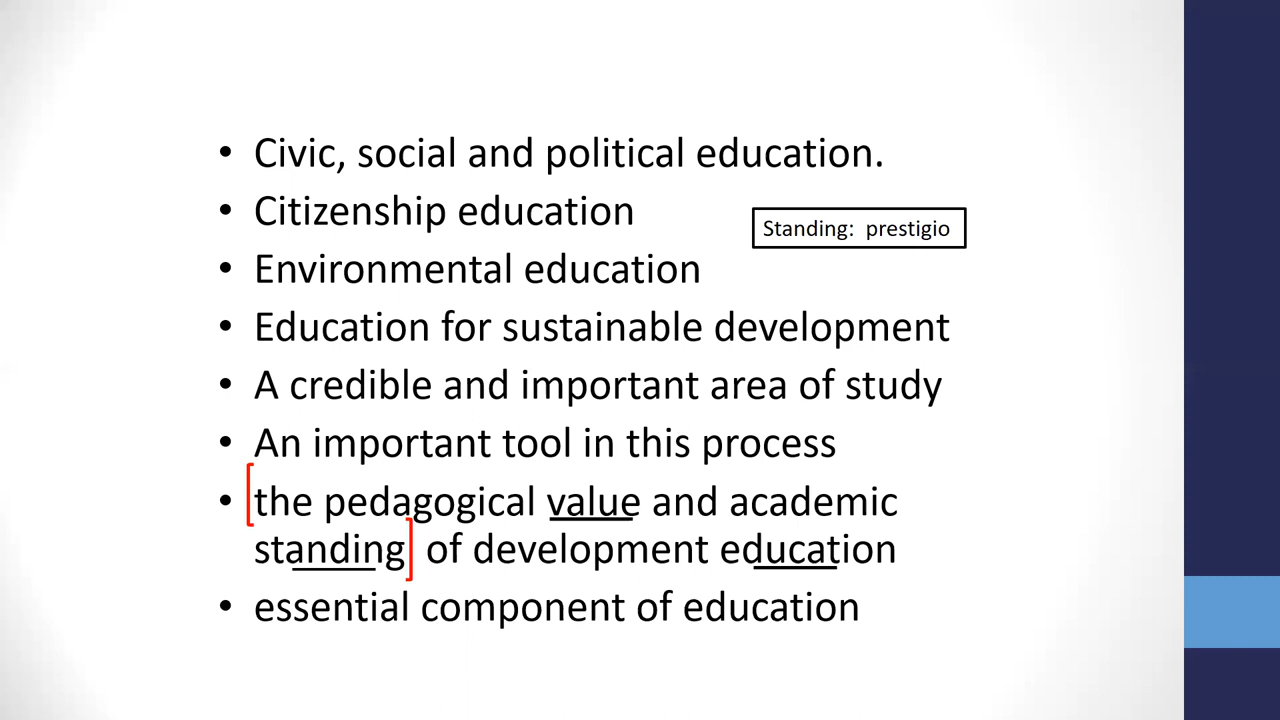 • Civic, social and political education.
• Citizenship education
Standing: prestigio
• Environmental education
• Education for sustainable development
• A credible and important area of study
• An important tool in this process
• the pedagogical value and academic
standing of development education
• essential component of education